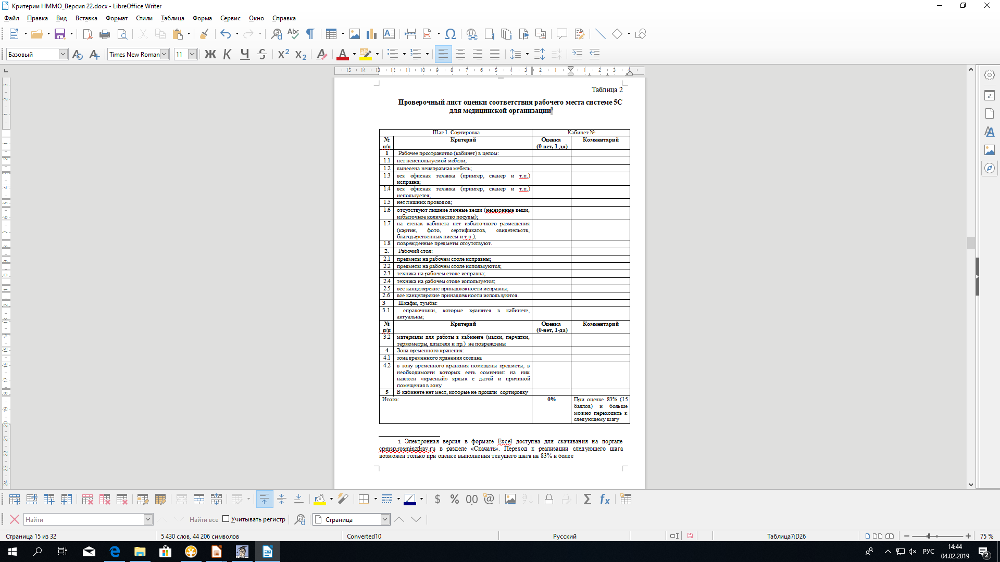 Критерии НММО_Версия 22.docx - LibreOffice Writer
Файл Правка Вид Вставка Формат Стили Таблица Форма Сервис Окно Справка
Базовый Times New Roman 11
Таблица 2
Проверочный лист оценки соответствия рабочего места системе 5С
для медицинской организации1
Шаг 1. Сортировка Кабинет №
№ п/п Критерий Оценка (0-нет, 1-да) Комментарий
1 Рабочее пространство (кабинет) в целом:
1.1 нет неиспользуемой мебели;
1.2 вынесена неисправная мебель;
1.3 вся офисная техника (принтер, сканер и т.п.)
исправна;
1.4 вся офисная техника (принтер, сканер и т.п.)
используется;
1.5 нет лишних проводов;
1.6 отсутствуют лишние личные вещи (несезонные вещи,
избыточное количество посуды);
1.7 на стенах кабинета нет избыточного размещения
(картин, фото, сертификатов, свидетельств,
благодарственных писем и т.п.);
1.8 поврежденные предметы отсутствуют.
2. Рабочий стол:
2.1 предметы на рабочем столе исправны;
2.2 предметы на рабочем столе используются;
2.3 техника на рабочем столе исправна;
2.4 техника на рабочем столе используется;
2.5 все канцелярские принадлежности исправны;
2.6 все канцелярские принадлежности используются.
3 Шкафы, тумбы:
3.1 справочники, которые хранятся в кабинете,
актуальны;
№ п/п Критерий Оценка (0-нет, 1-да) Комментарий
3.2 материалы для работы в кабинете (маски, перчатки,
термометры, шпателя и пр.) не повреждены
4 Зона временного хранения:
4.1 зона временного хранения создана
4.2 в зону временного хранения помещены предметы, в
необходимости которых есть сомнения: на них
наклеен «красный» ярлык с датой и причиной
помещения в зону
5 В кабинете нет мест, которые не прошли сортировку
Итого: 0% При оценке 83% (15
баллов) и больше
можно переходить к
следующему шагу
1 Электронная версия в формате Excel доступна для скачивания на портале
cpmsp.rosminzdrav.ru в разделе «Скачать». Переход к реализации следующего шага
возможен только при оценке выполнения текущего шага на 83% и более
Найти Найти все Учитывать регистр Страница
Страница 15 из 32 5 430 слов, 44 206 символов Converted10 Русский Таблица7:D26 75 %
РУС 14:44
04.02.2019 2